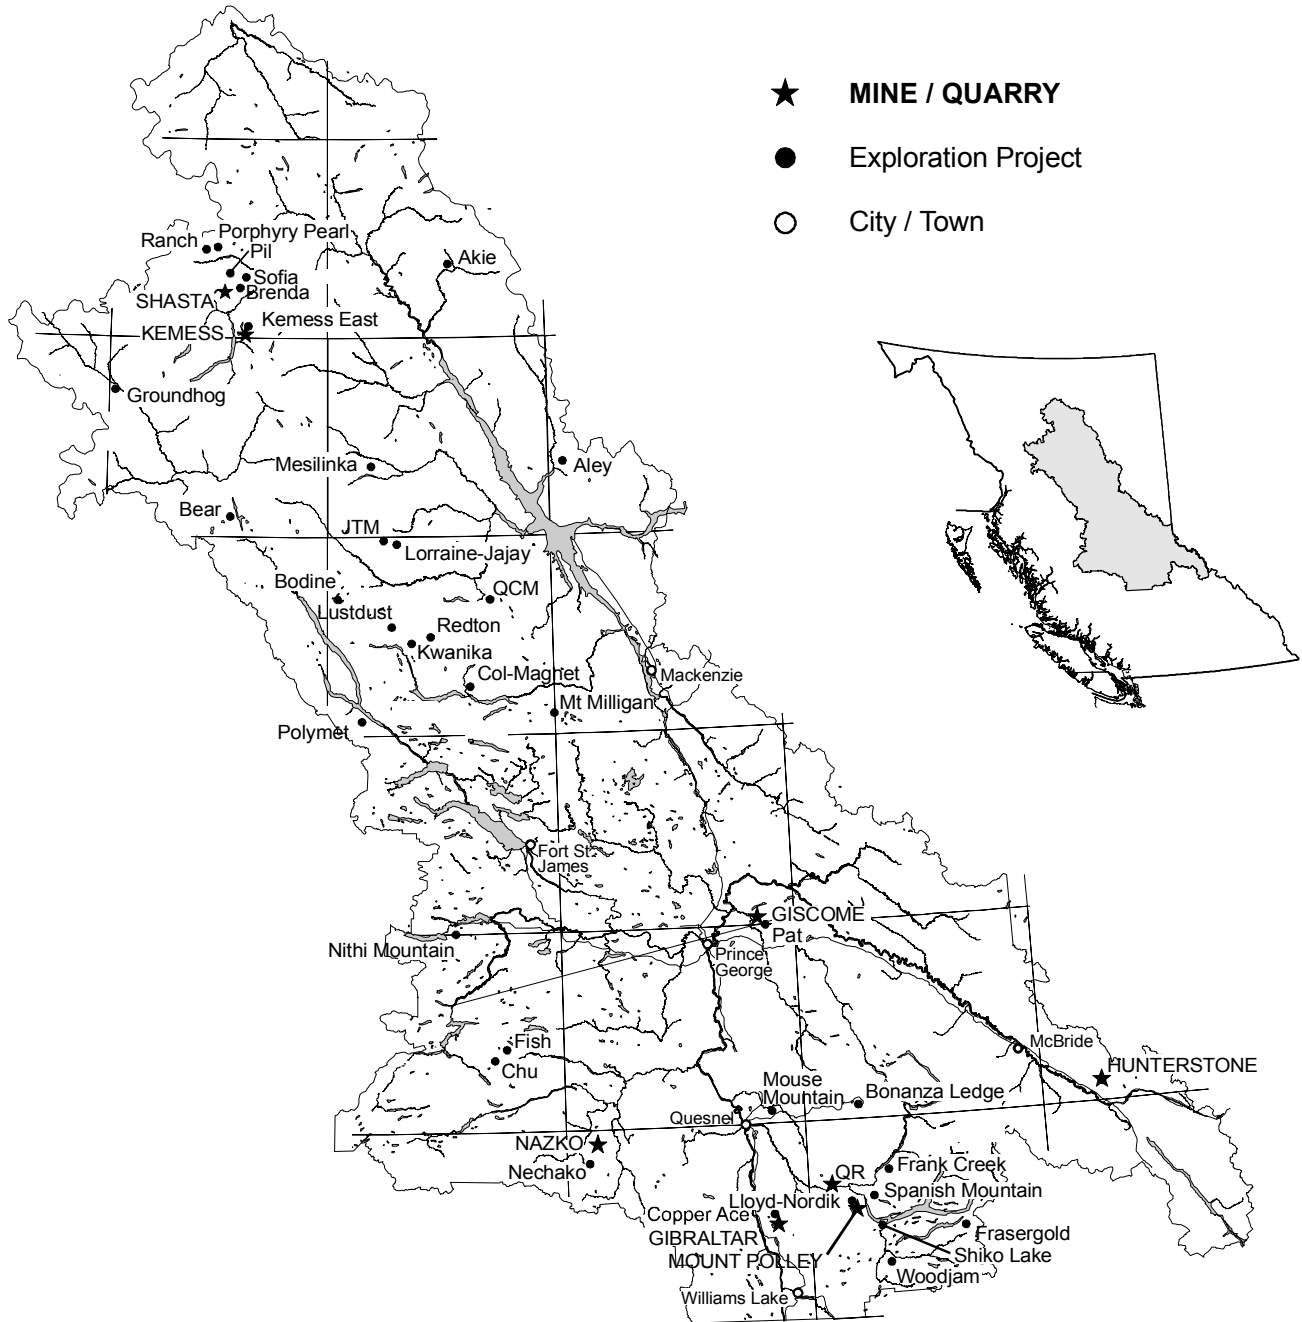 MINE / QUARRY
Exploration Project
City / Town
Porphyry Pearl
Ranch
Pil
Akie
Sofia
SHASTA
Brenda
Kemess East
KEMESS
Groundhog
Mesilinka
Aley
Bear
JTM
Lorraine-Jajay
Bodine
QCM
Lustdust
Redton
Kwanika
Col-Magnet
Mackenzie
Mt Milligan
Polymet
Fort St.
James
GISCOME
Pat
Nithi Mountain
Prince
George
Fish
McBride
Chu
HUNTERSTONE
Mouse
Mountain
Bonanza Ledge
Quesnel
NAZKO
Nechako
Frank Creek
QR
Spanish Mountain
Lloyd-Nordik
Copper Ace
Frasergold
GIBRALTAR
Shiko Lake
MOUNT POLLEY
Woodjam
Williams Lake